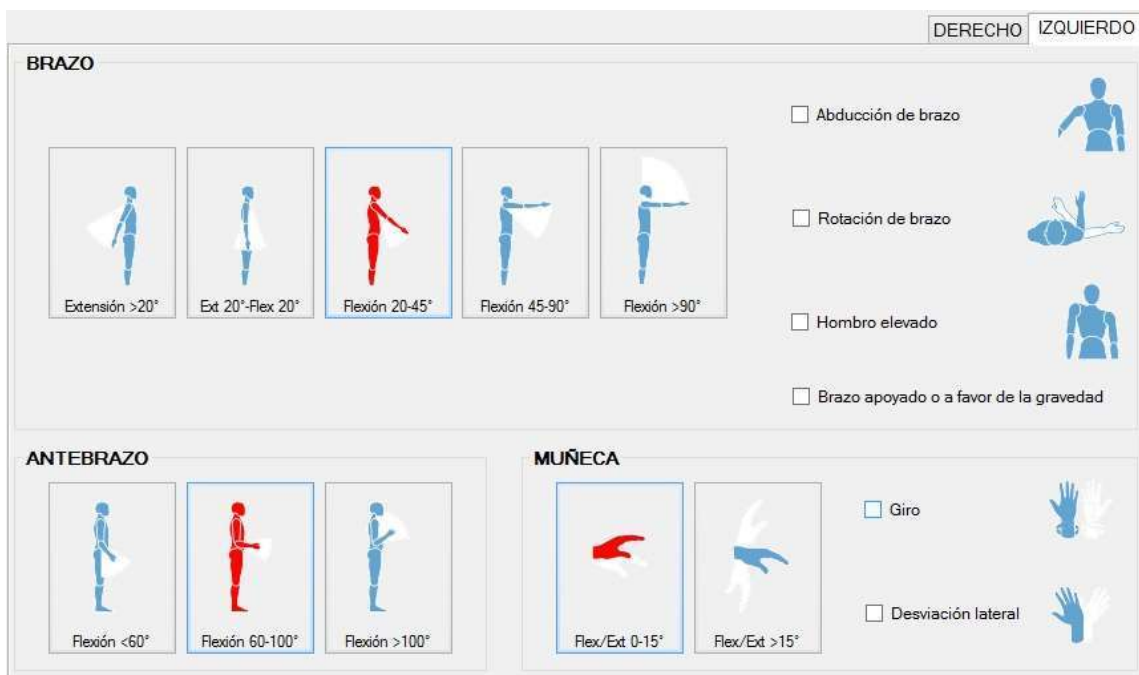 DERECHO IZQUIERDO
BRAZO
Abducción de brazo
Rotación de brazo
Extensión >20° Ext 20°-Flex 20° Flexión 20-45° Flexión 45-90° Flexión >90°
Hombro elevado
Brazo apoyado o a favor de la gravedad
ANTEBRAZO
Flexión <60° Flexión 60-100° Flexión >100°
MUÑECA
Giro
Desviación lateral
Flex/Ext 0-15° Flex/Ext >15°